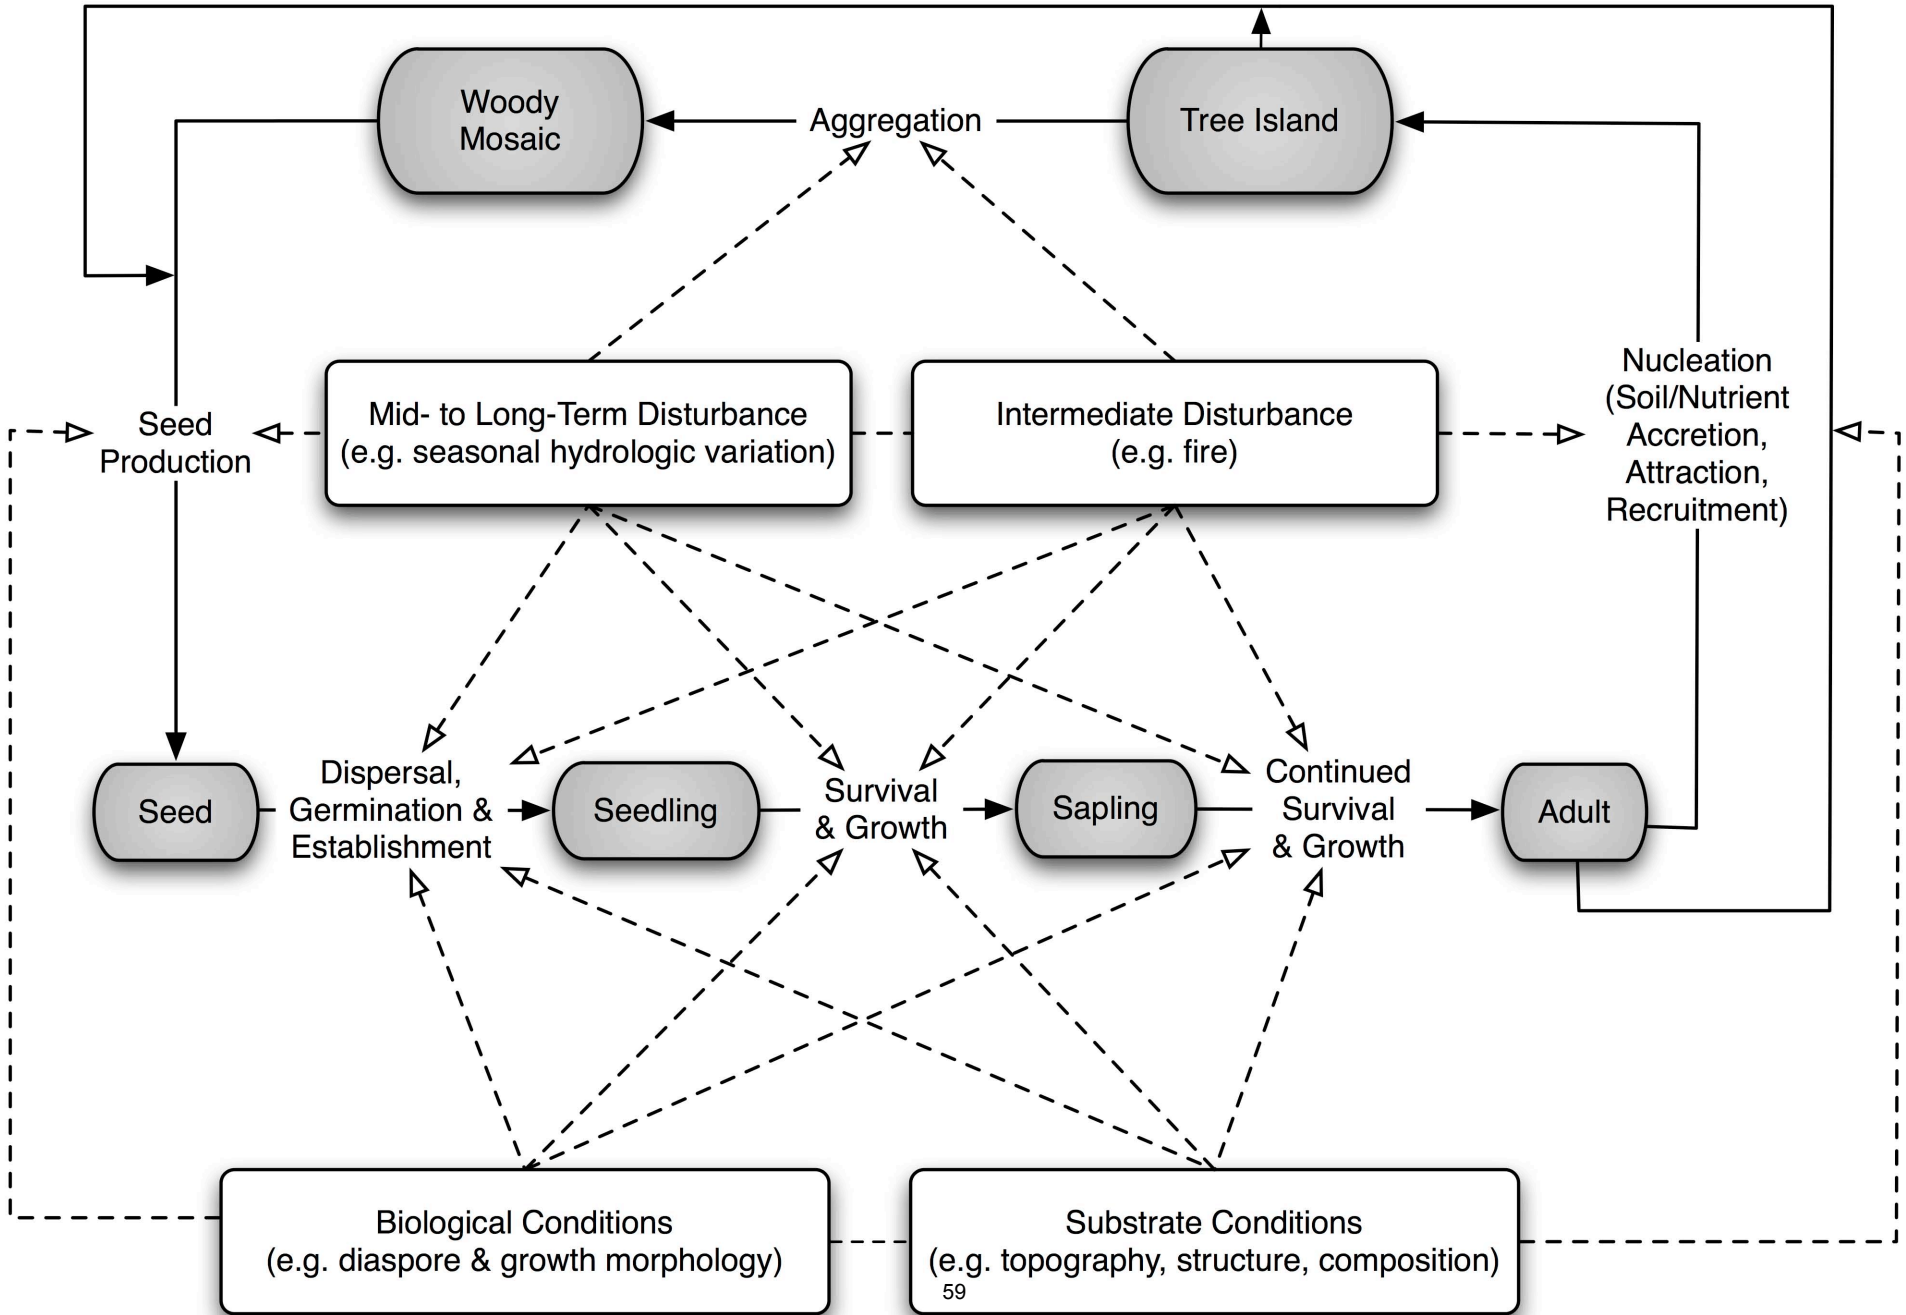 Woody
Mosaic
Aggregation
Tree Island
Mid- to Long-Term Disturbance
(e.g. seasonal hydrologic variation)
Intermediate Disturbance
(e.g. fire)
Nucleation
(Soil/Nutrient
Accretion,
Attraction,
Recruitment)
Seed
Production
Seed
Dispersal,
Germination &
Establishment
Seedling
Survival
& Growth
Sapling
Continued
Survival
& Growth
Adult
Biological Conditions
(e.g. diaspore & growth morphology)
Substrate Conditions
(e.g. topography, structure, composition)
59